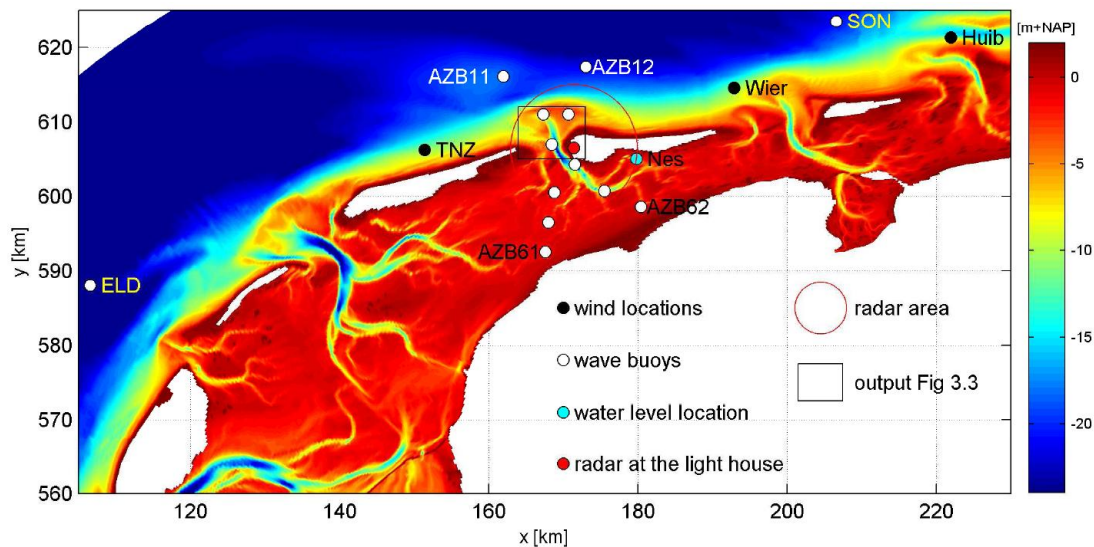 [m+NAP]
SON
Huib
620
0
AZB11
AZB12
Wier
610
-5
TNZ
Nes
y [km]
600
AZB62
-10
AZB61
590
ELD
wind locations
radar area
-15
580
wave buoys
output Fig 3.3
570
water level location
-20
radar at the light house
560
120
140
160
180
200
220
x [km]